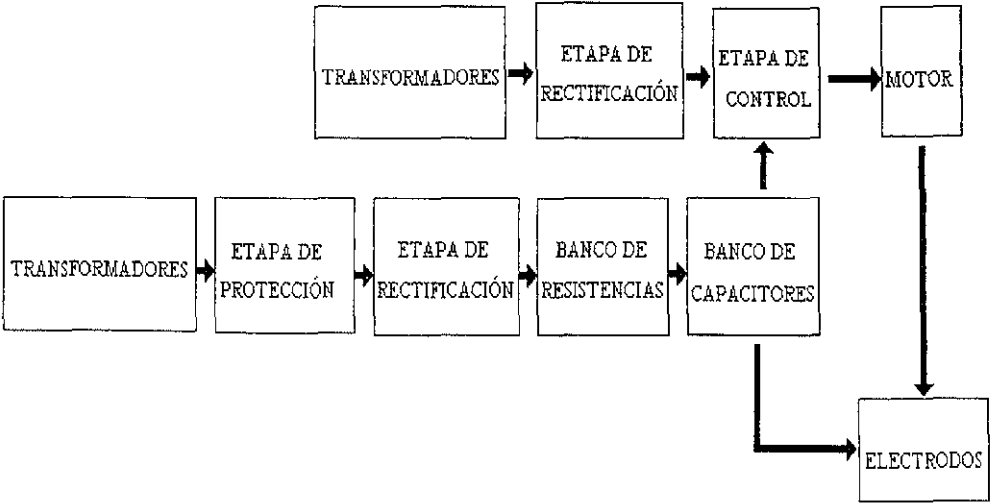 TRANSFORMADORES
ETAPA DE
RECTIFICACIÓN
ETAPA DE
CONTROL
MOTOR
TRANSFORMADORES
ETAPA DE
PROTECCIÓN
ETAPA DE
RECTIFICACIÓN
BANCO DE
RESISTENCIAS
BANCO DE
CAPACITORES
ELECTRODOS